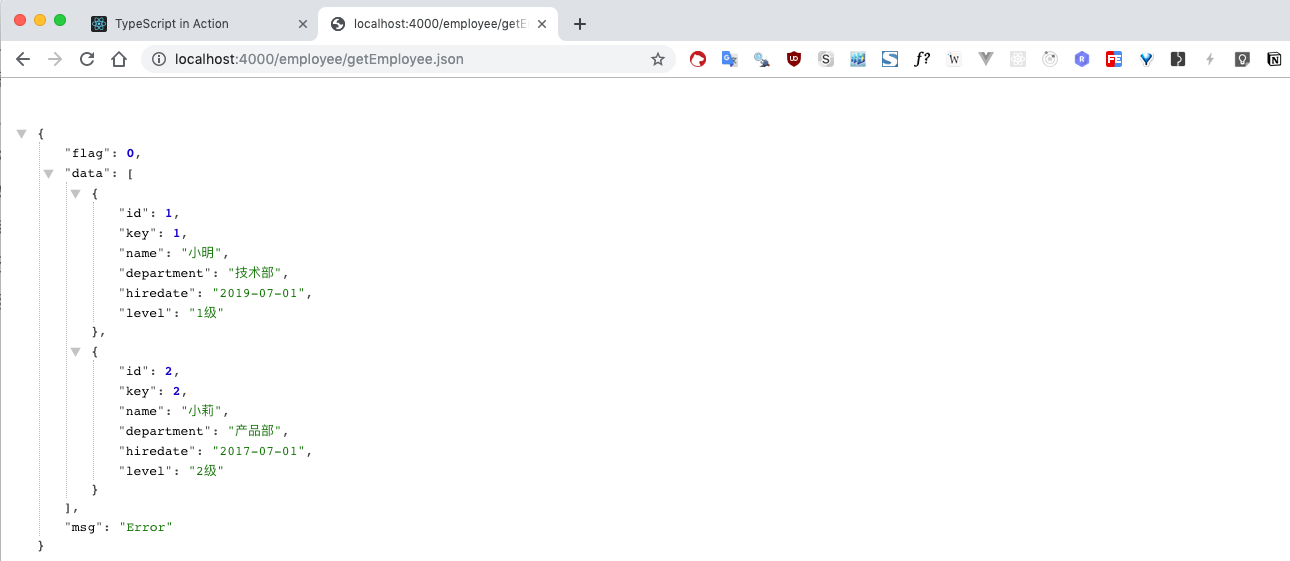 TypeScript in Action
localhost:4000/employee/getE
localhost:4000/employee/getEmployee.json
{
"flag": 0,
"data": [
{
"id": 1,
"key": 1,
"name": "小明",
"department": "技术部",
"hiredate": "2019-07-01",
"level": "1级"
},
{
"id": 2,
"key": 2,
"name": "小莉",
"department": "产品部",
"hiredate": "2017-07-01",
"level": "2级"
}
],
"msg": "Error"
}